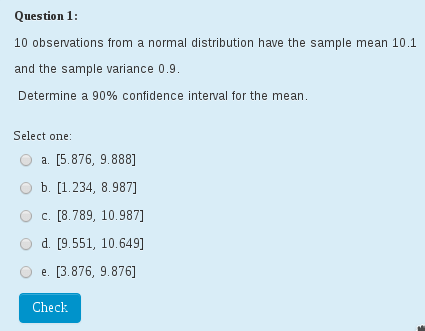 Question 1:
10 observations from a normal distribution have the sample mean 10.1
and the sample variance 0.9.
Determine a 90% confidence interval for the mean.
Select one:
a. [5.876, 9.888]
b. [1.234, 8.987]
c. [8.789, 10.987]
d. [9.551, 10.649]
e. [3.876, 9.876]
Check